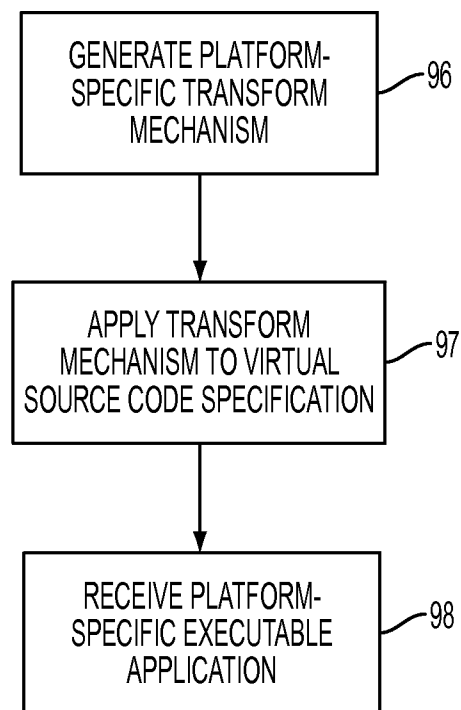 GENERATE PLATFORM-
SPECIFIC TRANSFORM
MECHANISM
96
APPLY TRANSFORM
MECHANISM TO VIRTUAL
SOURCE CODE SPECIFICATION
97
RECEIVE PLATFORM-
SPECIFIC EXECUTABLE
APPLICATION
98